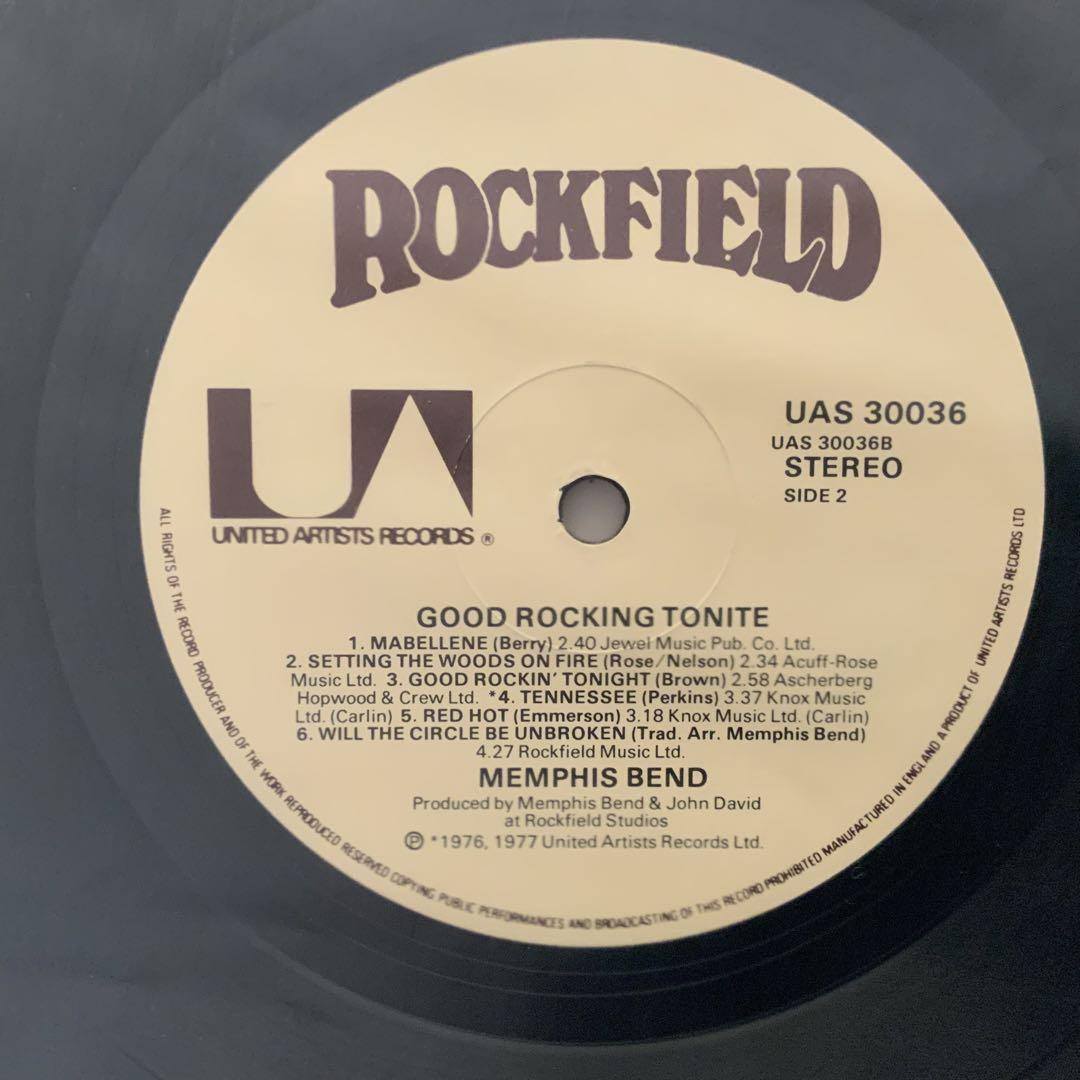 ROCKFIELD
UA
UNITED ARTISTS RECORDS ®
UAS 30036
UAS 30036B
STEREO
SIDE 2
GOOD ROCKING TONITE
1. MABELLENE (Berry) 2.40 Jewel Music Pub. Co. Ltd.
2. SETTING THE WOODS ON FIRE (Rose/Nelson) 2.34 Acuff-Rose
Music Ltd. 3. GOOD ROCKIN' TONIGHT (Brown) 2.58 Ascherberg
Hopwood & Crew Ltd. *4. TENNESSEE (Perkins) 3.37 Knox Music
Ltd. (Carlin) 5. RED HOT (Emmerson) 3.18 Knox Music Ltd. (Carlin)
6. WILL THE CIRCLE BE UNBROKEN (Trad. Arr. Memphis Bend)
4.27 Rockfield Music Ltd.
MEMPHIS BEND
Produced by Memphis Bend & John David
at Rockfield Studios
℗ *1976, 1977 United Artists Records Ltd.
ALL RIGHTS OF THE RECORD PRODUCER AND OF THE WORK REPRODUCED RESERVED COPYING PUBLIC PERFORMANCES AND BROADCASTING OF THIS RECORD PROHIBITED MANUFACTURED IN ENGLAND A PRODUCT OF UNITED ARTISTS RECORDS LTD